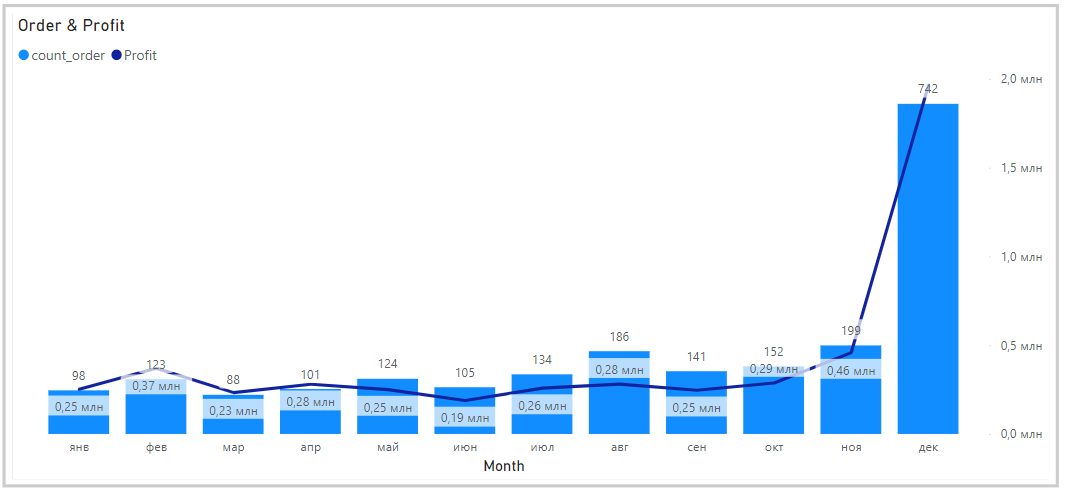 Order & Profit
count_order Profit
2,0 млн
1,5 млн
1,0 млн
0,5 млн
0,0 млн
98 123 88 101 124 105 134 186 141 152 199 742
0,25 млн 0,37 млн 0,23 млн 0,28 млн 0,25 млн 0,19 млн 0,26 млн 0,28 млн 0,25 млн 0,29 млн 0,46 млн
янв фев мар апр май июн июл авг сен окт ноя дек
Month